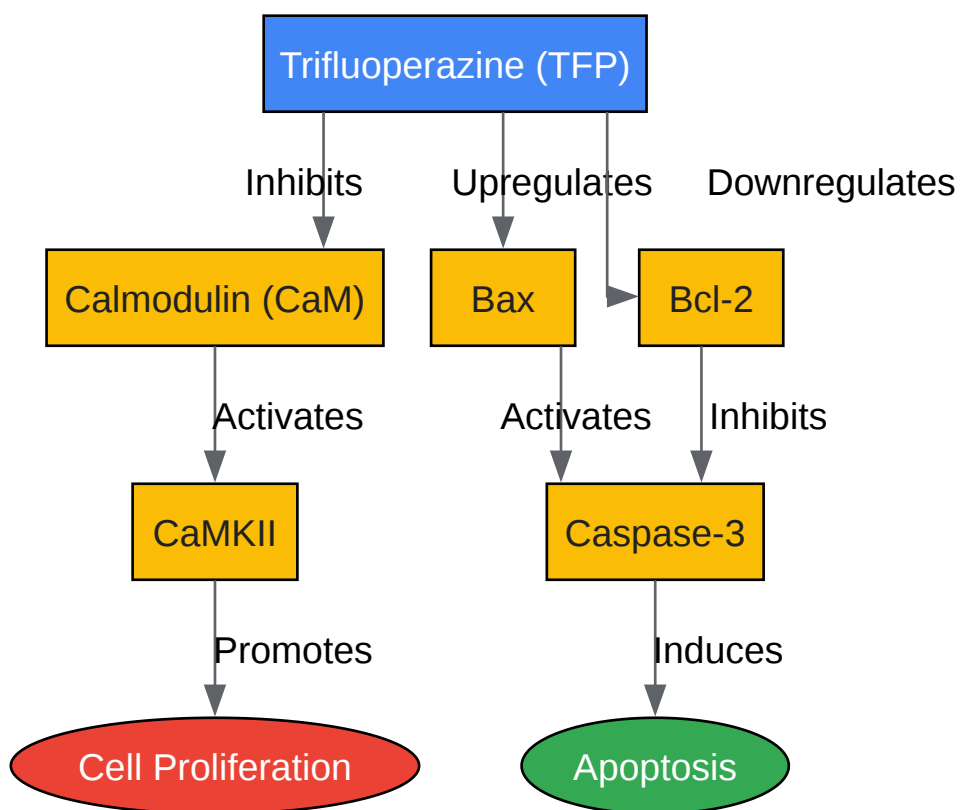 Trifluoperazine (TFP)
Inhibits
Upregulates
Downregulates
Calmodulin (CaM)
Bax
Bcl-2
Activates
Activates
Inhibits
CaMKII
Caspase-3
Promotes
Induces
Cell Proliferation
Apoptosis